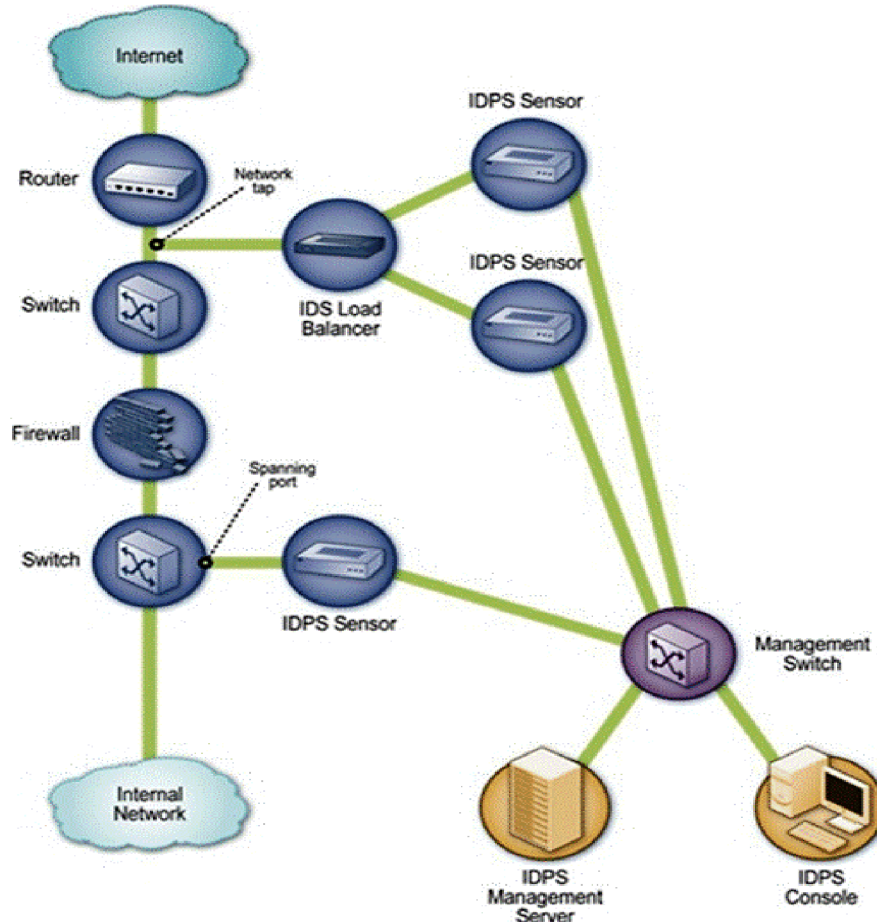 Internet
IDPS Sensor
Router
Network
tap
IDPS Sensor
Switch
IDS Load
Balancer
Firewall
Spanning
port
Switch
IDPS Sensor
Management
Switch
Internal
Network
IDPS
Management
Server
IDPS
Console